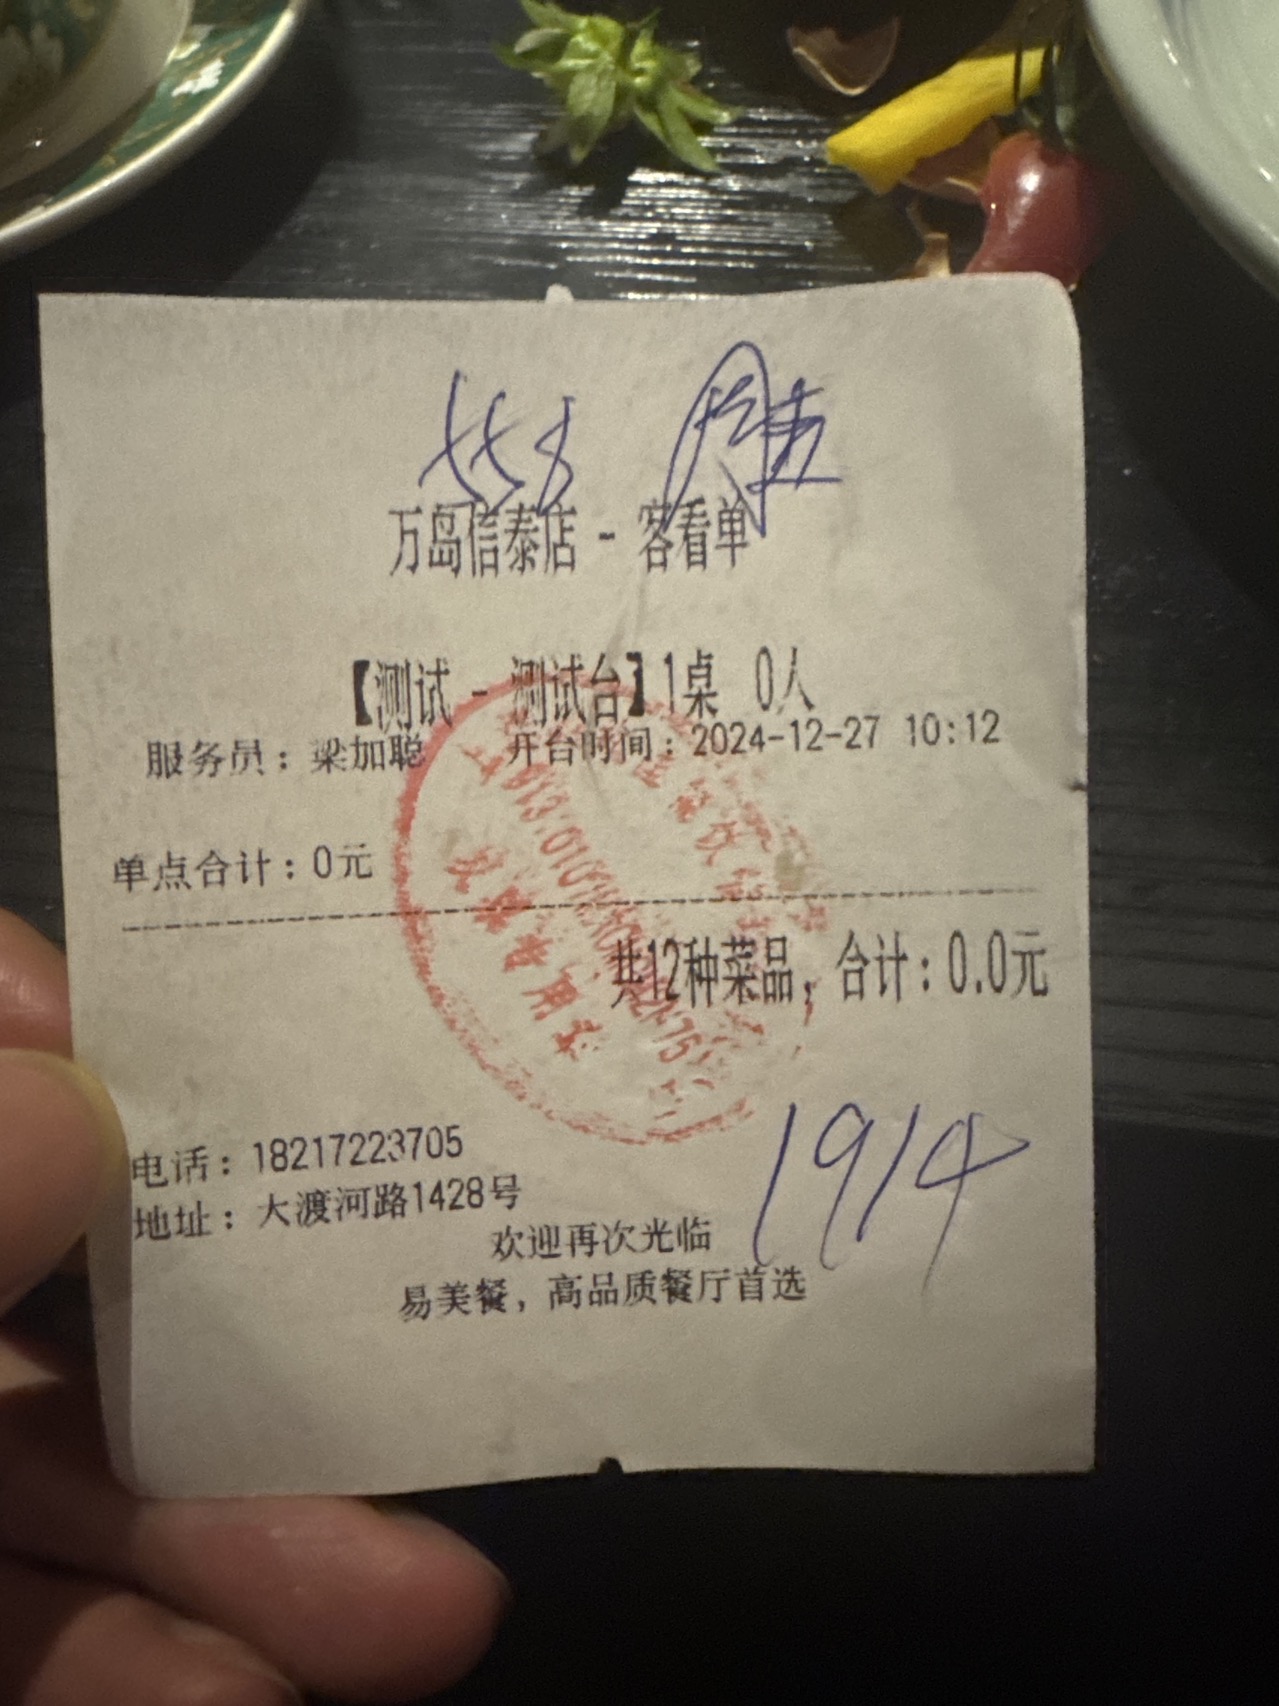 558
万岛信泰店 - 客看单
【测试 - 测试台】1桌 0人
服务员：梁加聪 开台时间：2024-12-27 10:12
单点合计：0元
共12种菜品，合计：0.0元
电话：18217223705
地址：大渡河路1428号
1914
欢迎再次光临
易美餐，高品质餐厅首选